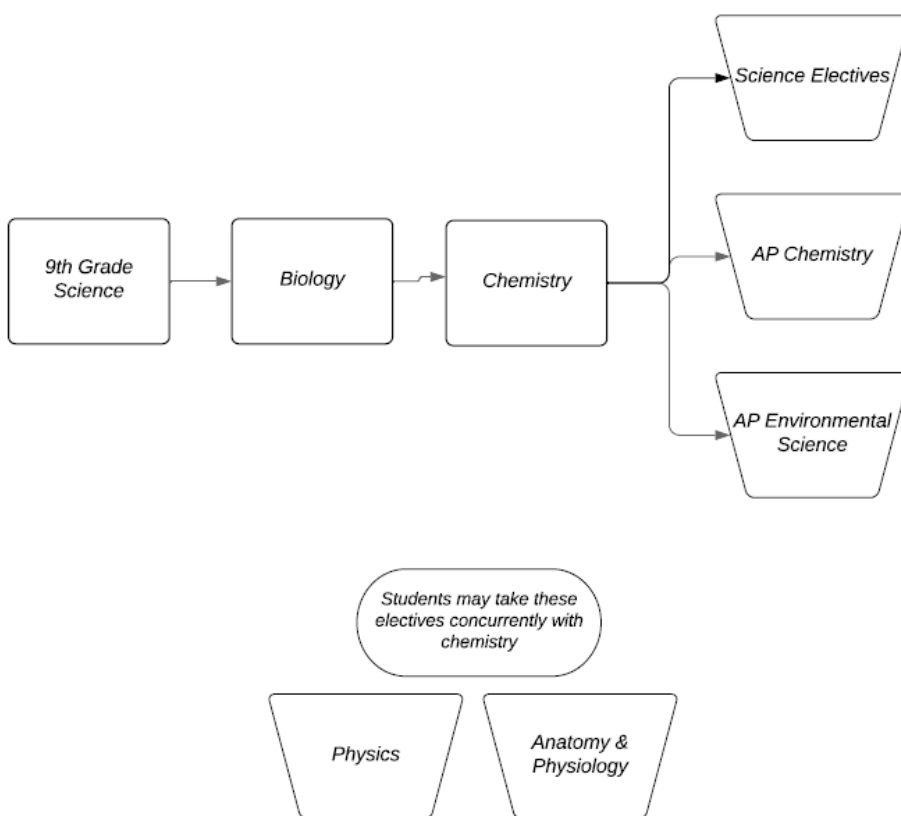 Science Electives
9th Grade
Science
Biology
Chemistry
AP Chemistry
AP Environmental
Science
Students may take these
electives concurrently with
chemistry
Physics
Anatomy &
Physiology